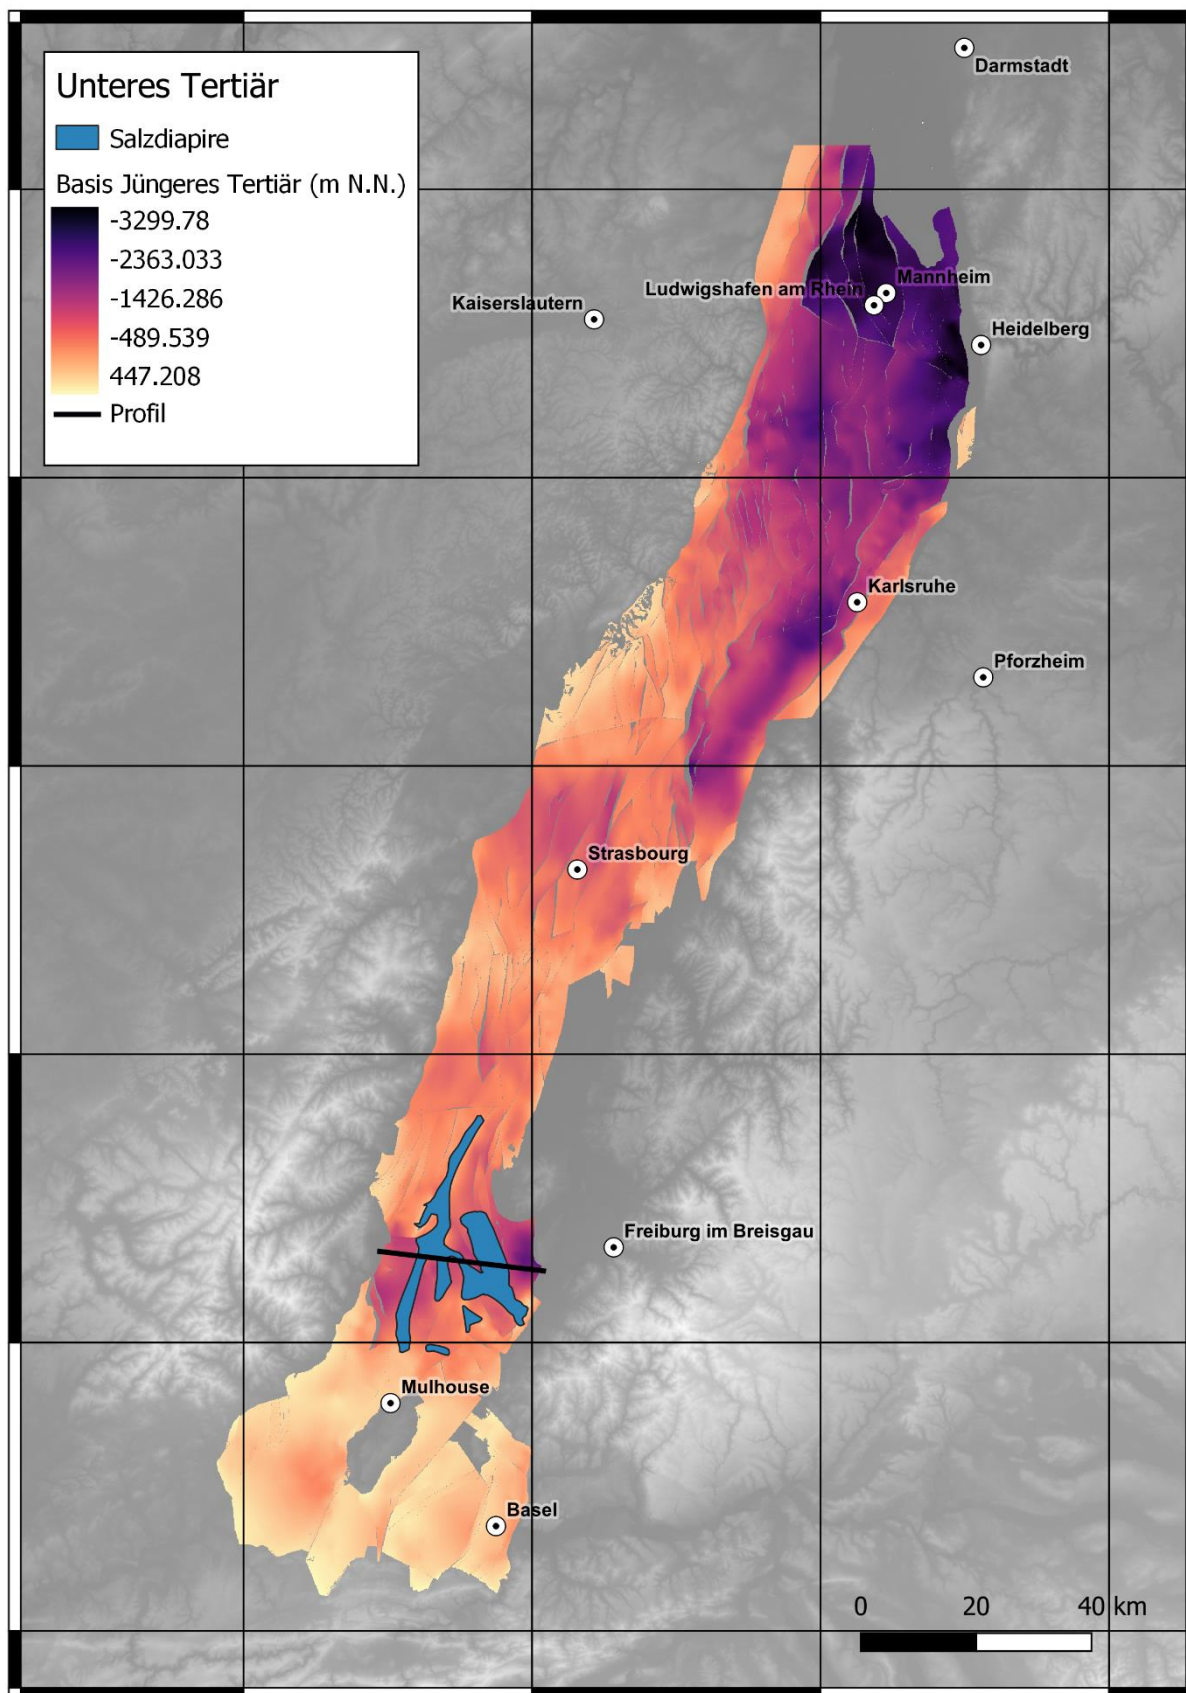 Unteres Tertiär
Salzdiapire
Basis Jüngeres Tertiär (m N.N.)
-3299.78
-2363.033
-1426.286
-489.539
447.208
Profil
Darmstadt
Mannheim
Ludwigshafen am Rhein
Kaiserslautern
Heidelberg
Karlsruhe
Pforzheim
Strasbourg
Freiburg im Breisgau
Mulhouse
Basel
0 20 40 km